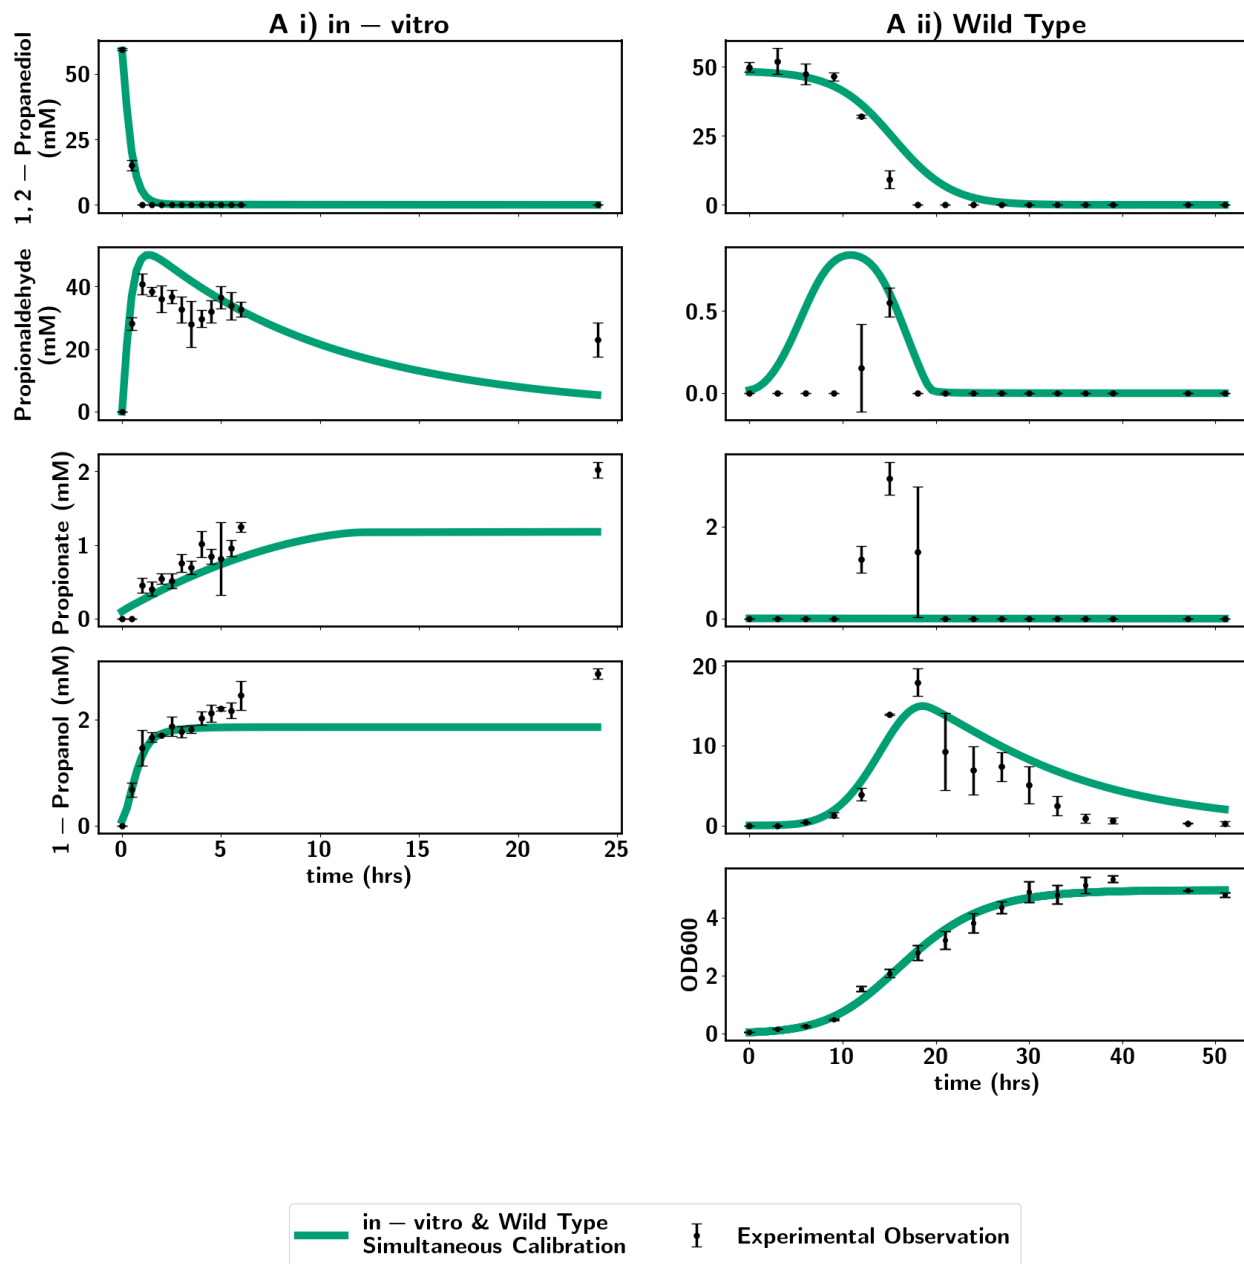 A i) in − vitro
A ii) Wild Type
1, 2 − Propanediol
(mM)
50
25
0
50
25
0
Propionaldehyde
(mM)
40
20
0
0.5
0.0
Propionate (mM)
2
1
0
2
0
1 − Propanol (mM)
2
0
0
5
10
15
20
25
time (hrs)
20
10
0
OD600
4
2
0
0
10
20
30
40
50
time (hrs)
in − vitro & Wild Type
Simultaneous Calibration
Experimental Observation